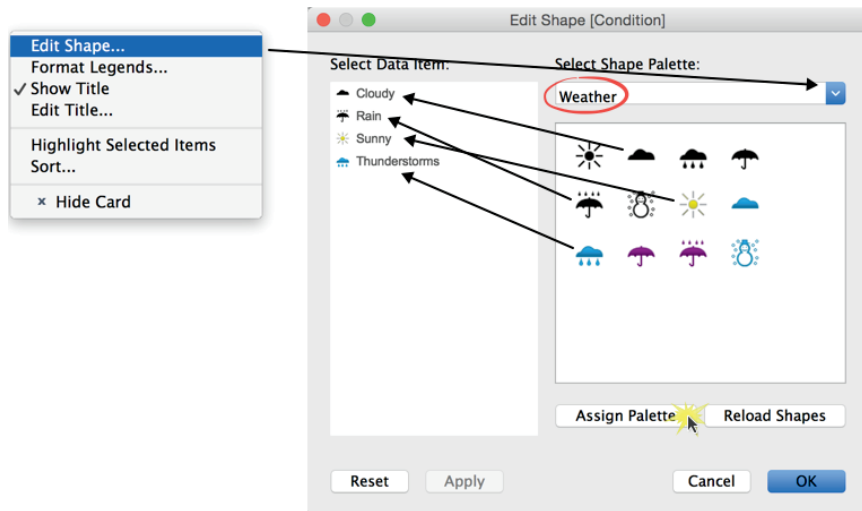 Edit Shape...
Format Legends...
✓ Show Title
Edit Title...
Highlight Selected Items
Sort...
× Hide Card
Edit Shape [Condition]
Select Data Item:
Cloudy
Rain
Sunny
Thunderstorms
Select Shape Palette:
Weather
Assign Palette
Reload Shapes
Reset
Apply
Cancel
OK